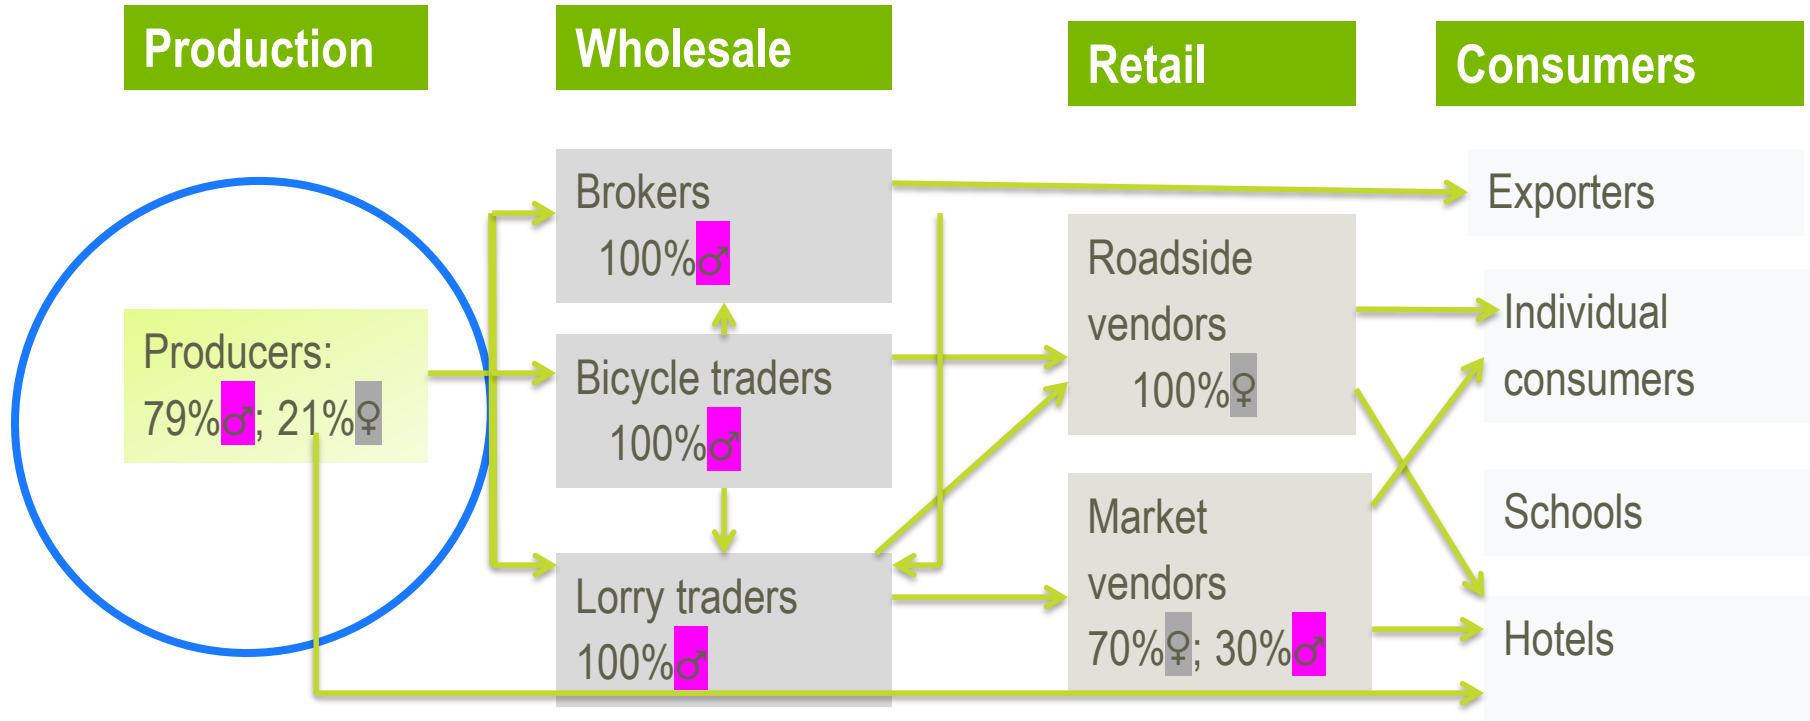 Production
Wholesale
Retail
Consumers
Producers:
79%♂; 21%♀
Brokers
100%♂
Bicycle traders
100%♂
Lorry traders
100%♂
Roadside
vendors
100%♀
Market
vendors
70%♀; 30%♂
Exporters
Individual
consumers
Schools
Hotels